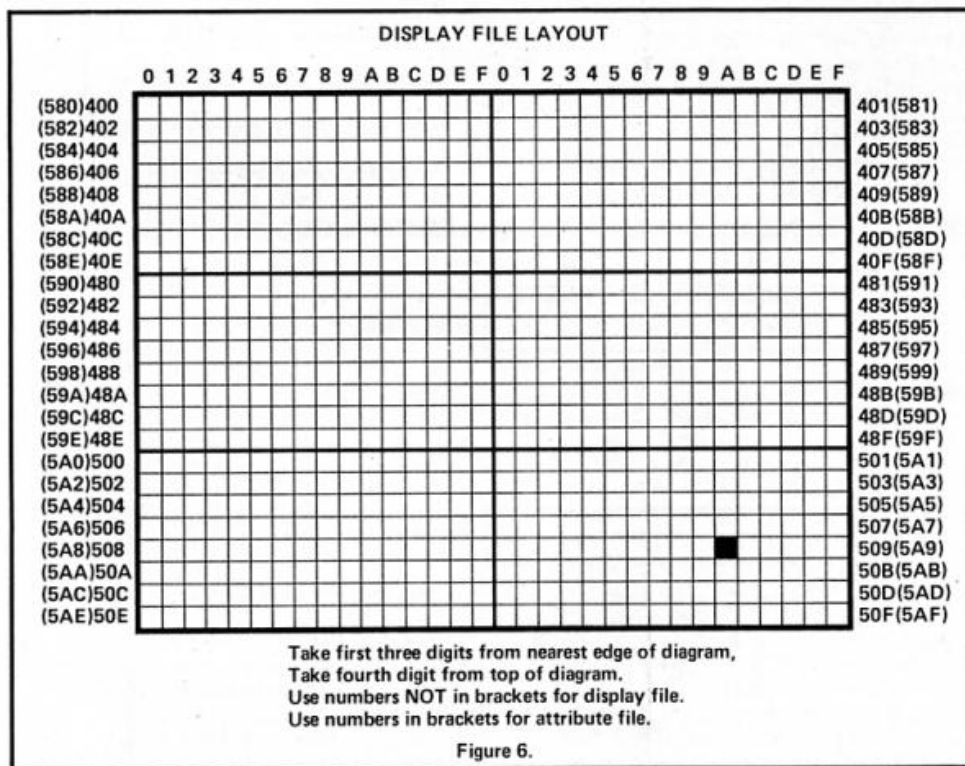 DISPLAY FILE LAYOUT
0 1 2 3 4 5 6 7 8 9 A B C D E F 0 1 2 3 4 5 6 7 8 9 A B C D E F
(580)400 401(581)
(582)402 403(583)
(584)404 405(585)
(586)406 407(587)
(588)408 409(589)
(58A)40A 40B(58B)
(58C)40C 40D(58D)
(58E)40E 40F(58F)
(590)480 481(591)
(592)482 483(593)
(594)484 485(595)
(596)486 487(597)
(598)488 489(599)
(59A)48A 48B(59B)
(59C)48C 48D(59D)
(59E)48E 48F(59F)
(5A0)500 501(5A1)
(5A2)502 503(5A3)
(5A4)504 505(5A5)
(5A6)506 507(5A7)
(5A8)508 509(5A9)
(5AA)50A 50B(5AB)
(5AC)50C 50D(5AD)
(5AE)50E 50F(5AF)
Take first three digits from nearest edge of diagram,
Take fourth digit from top of diagram.
Use numbers NOT in brackets for display file.
Use numbers in brackets for attribute file.
Figure 6.